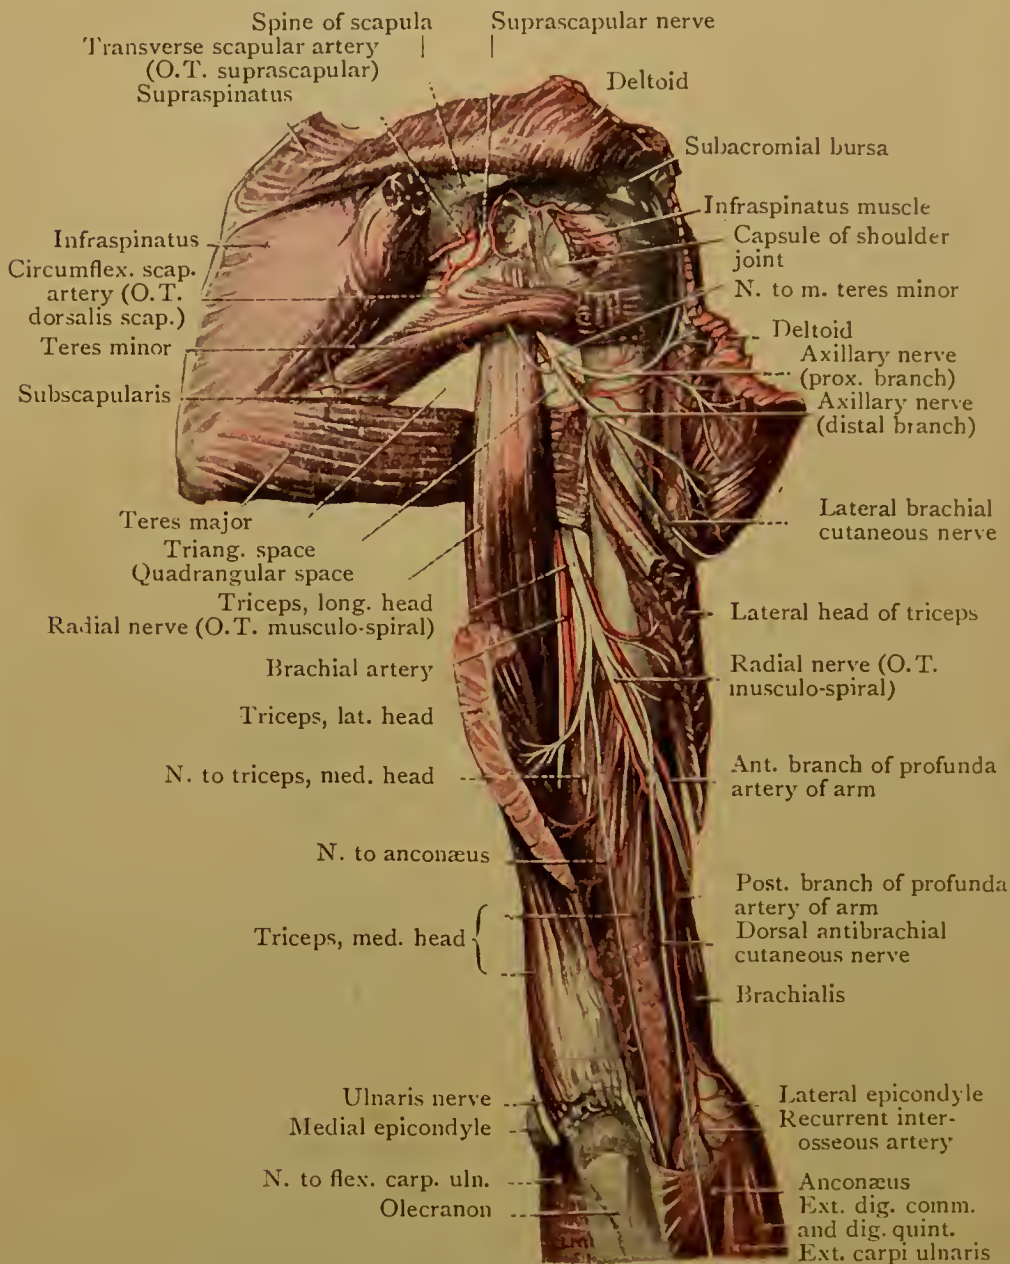 Spine of scapula
Suprascapular nerve
Transverse scapular artery
(O.T. suprascapular)
Supraspinatus
Deltoid
Subacromial bursa
Infraspinatus muscle
Capsule of shoulder
joint
N. to m. teres minor
Deltoid
Axillary nerve
(prox. branch)
Axillary nerve
(distal branch)
Lateral brachial
cutaneous nerve
Lateral head of triceps
Radial nerve (O.T.
musculo-spiral)
Ant. branch of profunda
artery of arm
Post. branch of profunda
artery of arm
Dorsal antibrachial
cutaneous nerve
Brachialis
Lateral epicondyle
Recurrent inter-
osseous artery
Anconæus
Ext. dig. comm.
and dig. quint.
Ext. carpi ulnaris
Infraspinatus
Circumflex. scap.
artery (O.T.
dorsalis scap.)
Teres minor
Subscapularis
Teres major
Triang. space
Quadrangular space
Triceps, long. head
Radial nerve (O.T. musculo-spiral)
Brachial artery
Triceps, lat. head
N. to triceps, med. head
N. to anconæus
Triceps, med. head
Ulnaris nerve
Medial epicondyle
N. to flex. carp. uln.
Olecranon